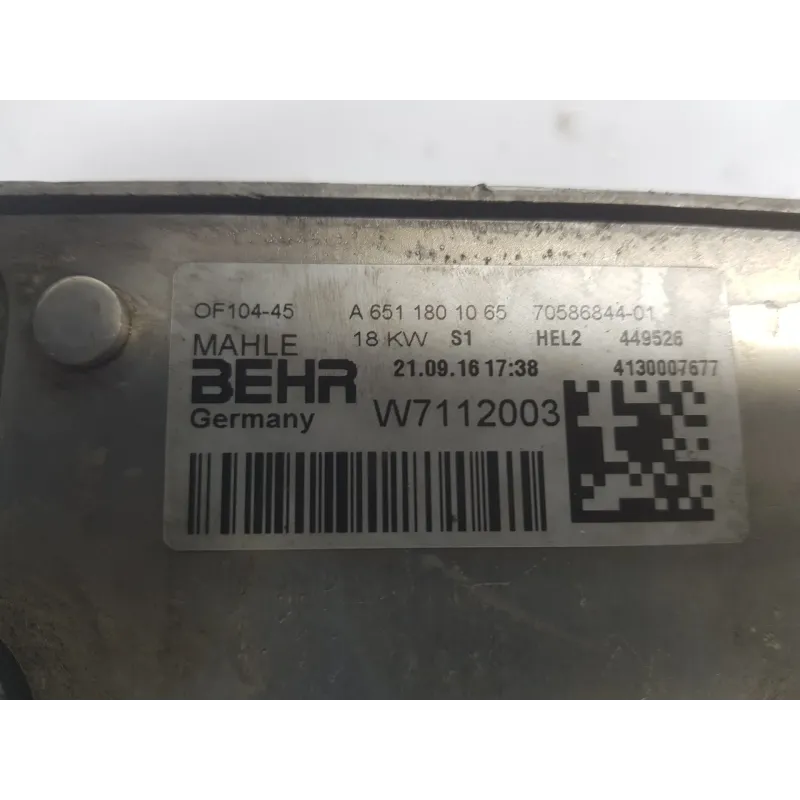 OF104-45 A 651 180 10 65 70586844-01
MAHLE 18 KW S1 HEL2 449526
BEHR 21.09.16 17:38 4130007677
Germany W7112003